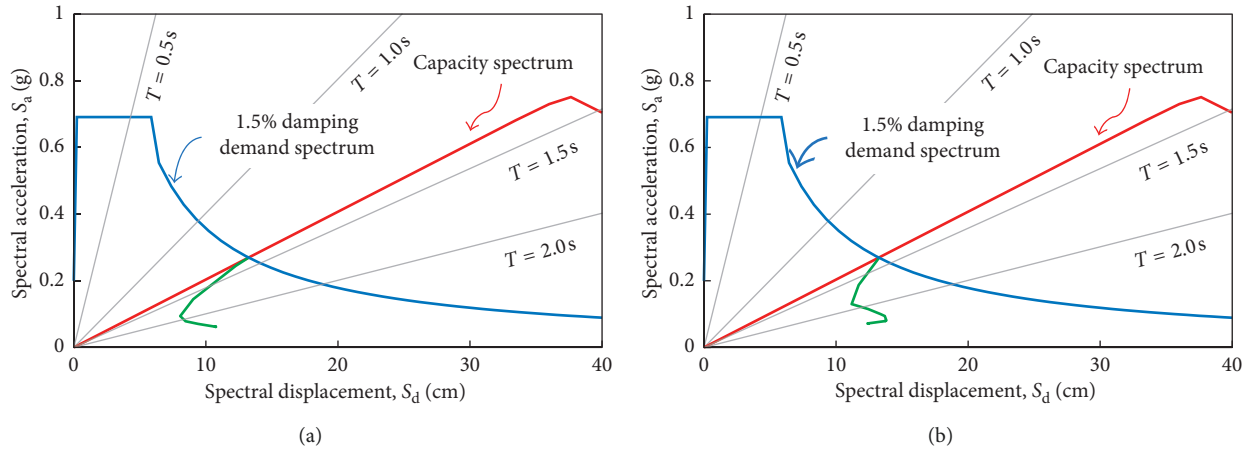 1
0.8
0.6
0.4
0.2
0
Spectral acceleration, Sa (g)
T = 0.5 s
T = 1.0 s
Capacity spectrum
1.5% damping
demand spectrum
T = 1.5 s
T = 2.0 s
0 10 20 30 40
Spectral displacement, Sd (cm)
(a)
1
0.8
0.6
0.4
0.2
0
Spectral acceleration, Sa (g)
T = 0.5 s
T = 1.0 s
Capacity spectrum
1.5% damping
demand spectrum
T = 1.5 s
T = 2.0 s
0 10 20 30 40
Spectral displacement, Sd (cm)
(b)